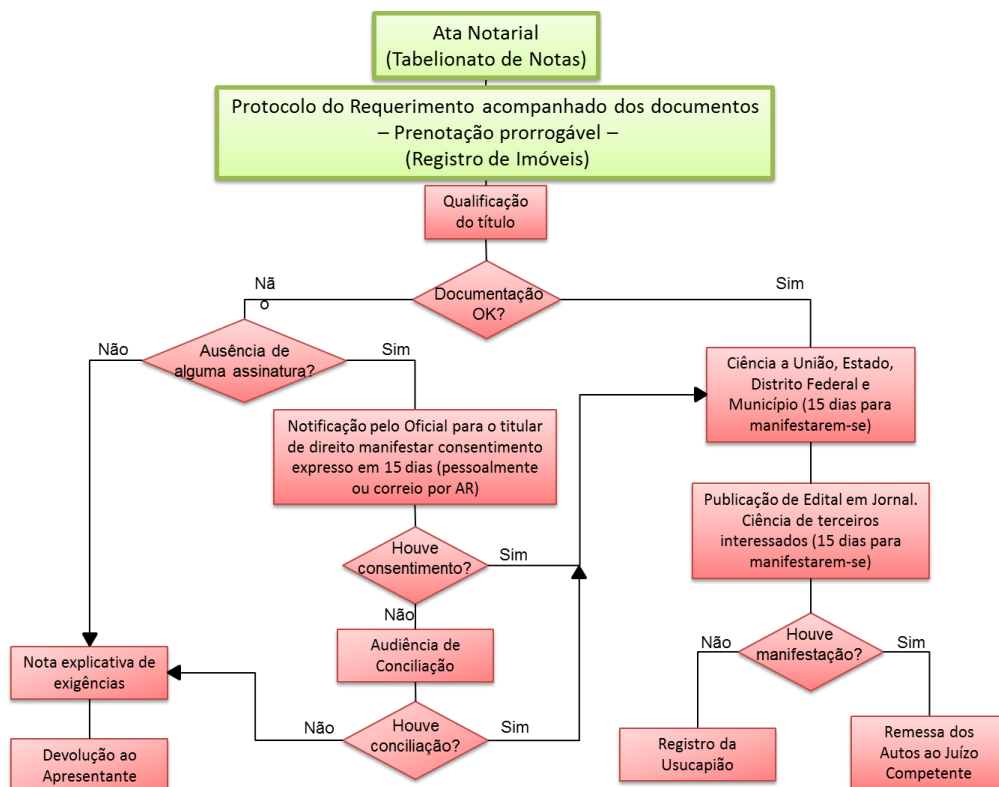 Ata Notarial
(Tabelionato de Notas)
Protocolo do Requerimento acompanhado dos documentos
– Prenotação prorrogável –
(Registro de Imóveis)
Qualificação
do título
Documentação
OK?
Nã
o
Sim
Ausência de
alguma assinatura?
Não
Sim
Ciência a União, Estado,
Distrito Federal e
Município (15 dias para
manifestarem-se)
Notificação pelo Oficial para o titular
de direito manifestar consentimento
expresso em 15 dias (pessoalmente
ou correio por AR)
Publicação de Edital em Jornal.
Ciência de terceiros
interessados (15 dias para
manifestarem-se)
Houve
consentimento?
Sim
Não
Audiência de
Conciliação
Houve
manifestação?
Não
Sim
Nota explicativa de
exigências
Houve
conciliação?
Não
Sim
Devolução ao
Apresentante
Registro da
Usucapião
Remessa dos
Autos ao Juízo
Competente